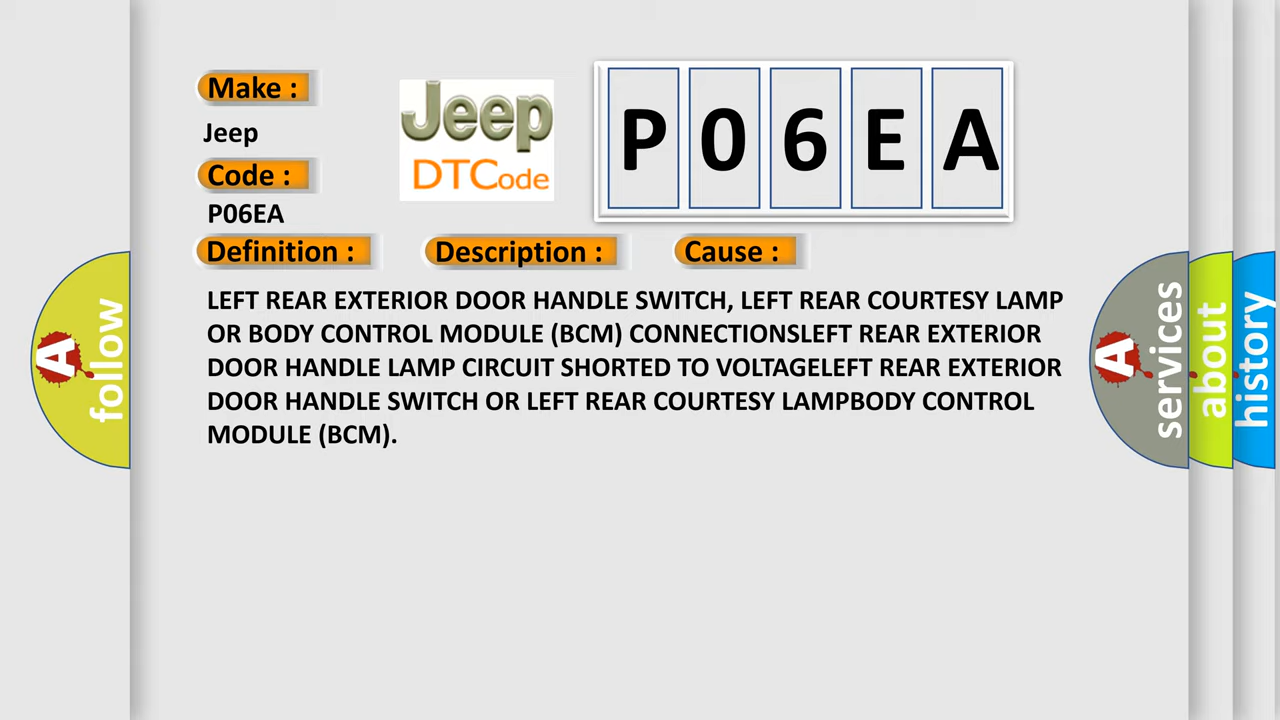 Make :
Jeep
Code :
P06EA
Jeep
DTCode
P06EA
Definition :
Description :
Cause :
LEFT REAR EXTERIOR DOOR HANDLE SWITCH, LEFT REAR COURTESY LAMP
OR BODY CONTROL MODULE (BCM) CONNECTIONSLEFT REAR EXTERIOR
DOOR HANDLE LAMP CIRCUIT SHORTED TO VOLTAGELEFT REAR EXTERIOR
DOOR HANDLE SWITCH OR LEFT REAR COURTESY LAMPBODY CONTROL
MODULE (BCM).
A
follow
A
services
about
history